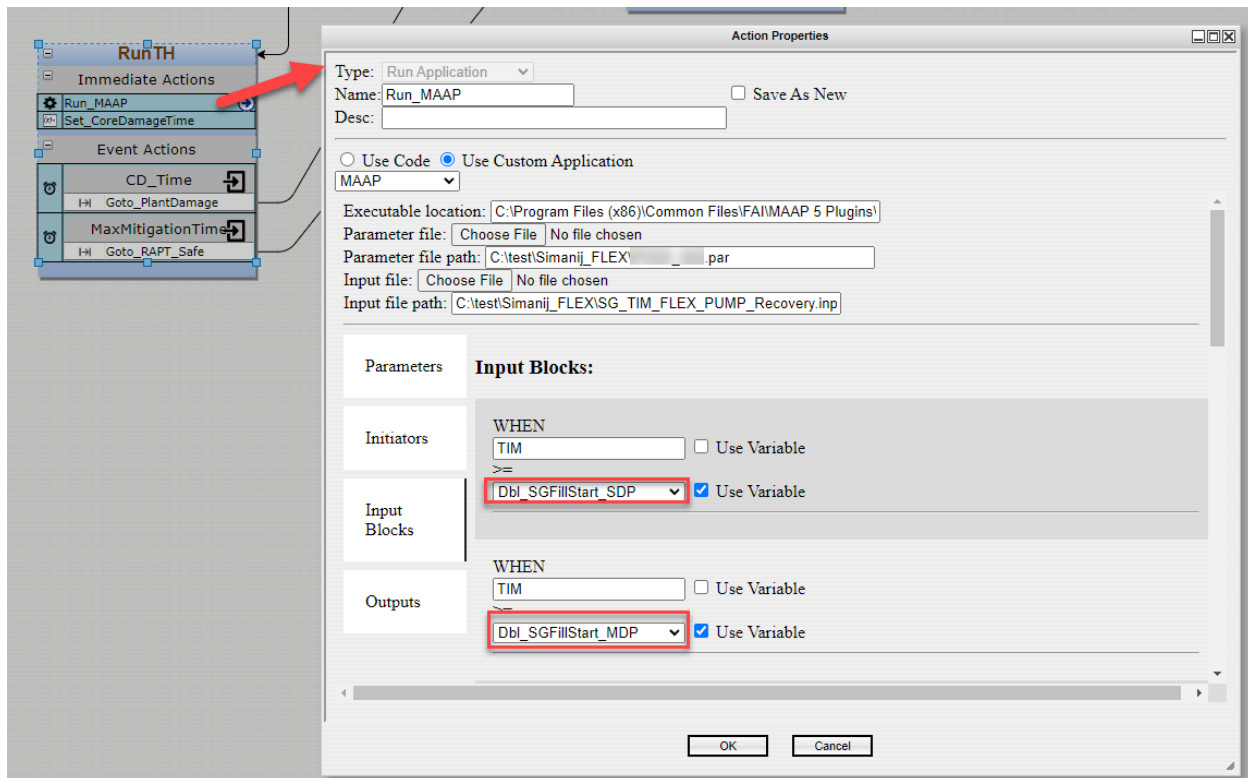 RunTH
Immediate Actions
Run_MAAP
Set_CoreDamageTime
Event Actions
CD_Time
Goto_PlantDamage
MaxMitigationTime
Goto_RAPT_Safe
Action Properties
Type: Run Application
Name: Run_MAAP Save As New
Desc:
Use Code Use Custom Application
MAAP
Executable location: C:\Program Files (x86)\Common Files\FAI\MAAP 5 Plugins\
Parameter file: Choose File No file chosen
Parameter file path: C:\test\Simanij_FLEX\ _ .par
Input file: Choose File No file chosen
Input file path: C:\test\Simanij_FLEX\SG_TIM_FLEX_PUMP_Recovery.inp
Parameters
Initiators
Input
Blocks
Outputs
Input Blocks:
WHEN
TIM Use Variable
>=
Dbl_SGFillStart_SDP Use Variable
WHEN
TIM Use Variable
>=
Dbl_SGFillStart_MDP Use Variable
OK Cancel